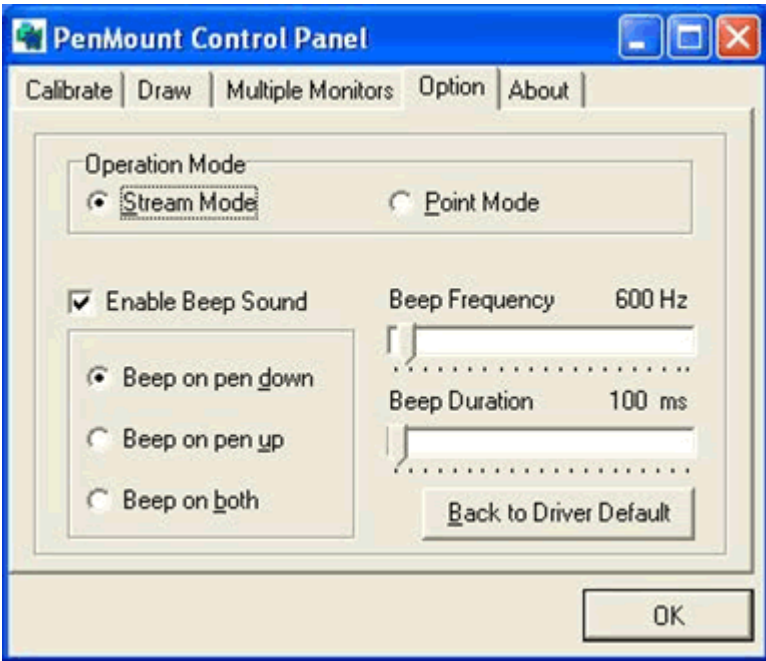 PenMount Control Panel
Calibrate Draw Multiple Monitors Option About
Operation Mode
Stream Mode Point Mode
Enable Beep Sound
Beep Frequency 600 Hz
Beep on pen down
Beep Duration 100 ms
Beep on pen up
Beep on both
Back to Driver Default
OK